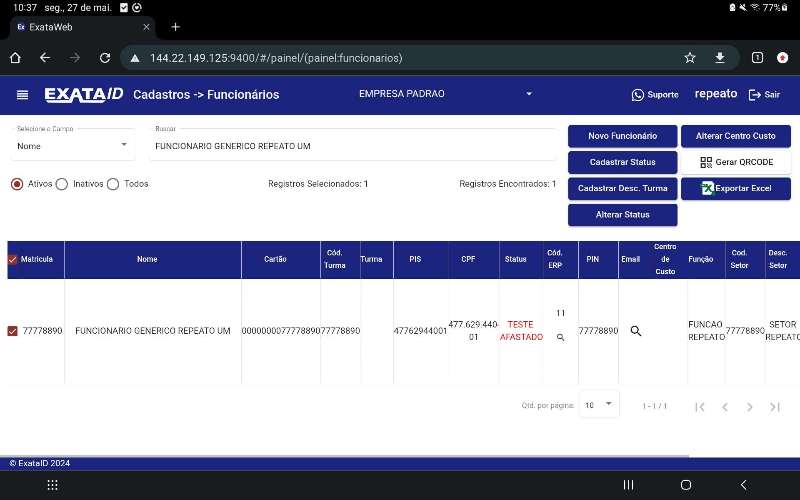 10:37 seg., 27 de mai. 77%
Ex ExataWeb
144.22.149.125:9400/#/painel/(painel:funcionarios) 1
EXATAID Cadastros -> Funcionários EMPRESA PADRAO Suporte repeato Sair
Selecione o Campo
Nome
Buscar
FUNCIONARIO GENERICO REPEATO UM
Novo Funcionário Alterar Centro Custo
Cadastrar Status Gerar QRCODE
Cadastrar Desc. Turma Exportar Excel
Alterar Status
Ativos Inativos Todos Registros Selecionados: 1 Registros Encontrados: 1
Matricula Nome Cartão Cód. Turma Turma PIS CPF Status Cód. ERP PIN Email Centro de Custo Função Cod. Setor Desc. Setor
77778890 FUNCIONARIO GENERICO REPEATO UM 00000000077778890 77778890 47762944001 477.629.440-01 TESTE AFASTADO 11 77778890 FUNCAO REPEATO 77778890 SETOR REPEATO
Qtd. por página: 10 1 - 1 / 1
© ExataID 2024